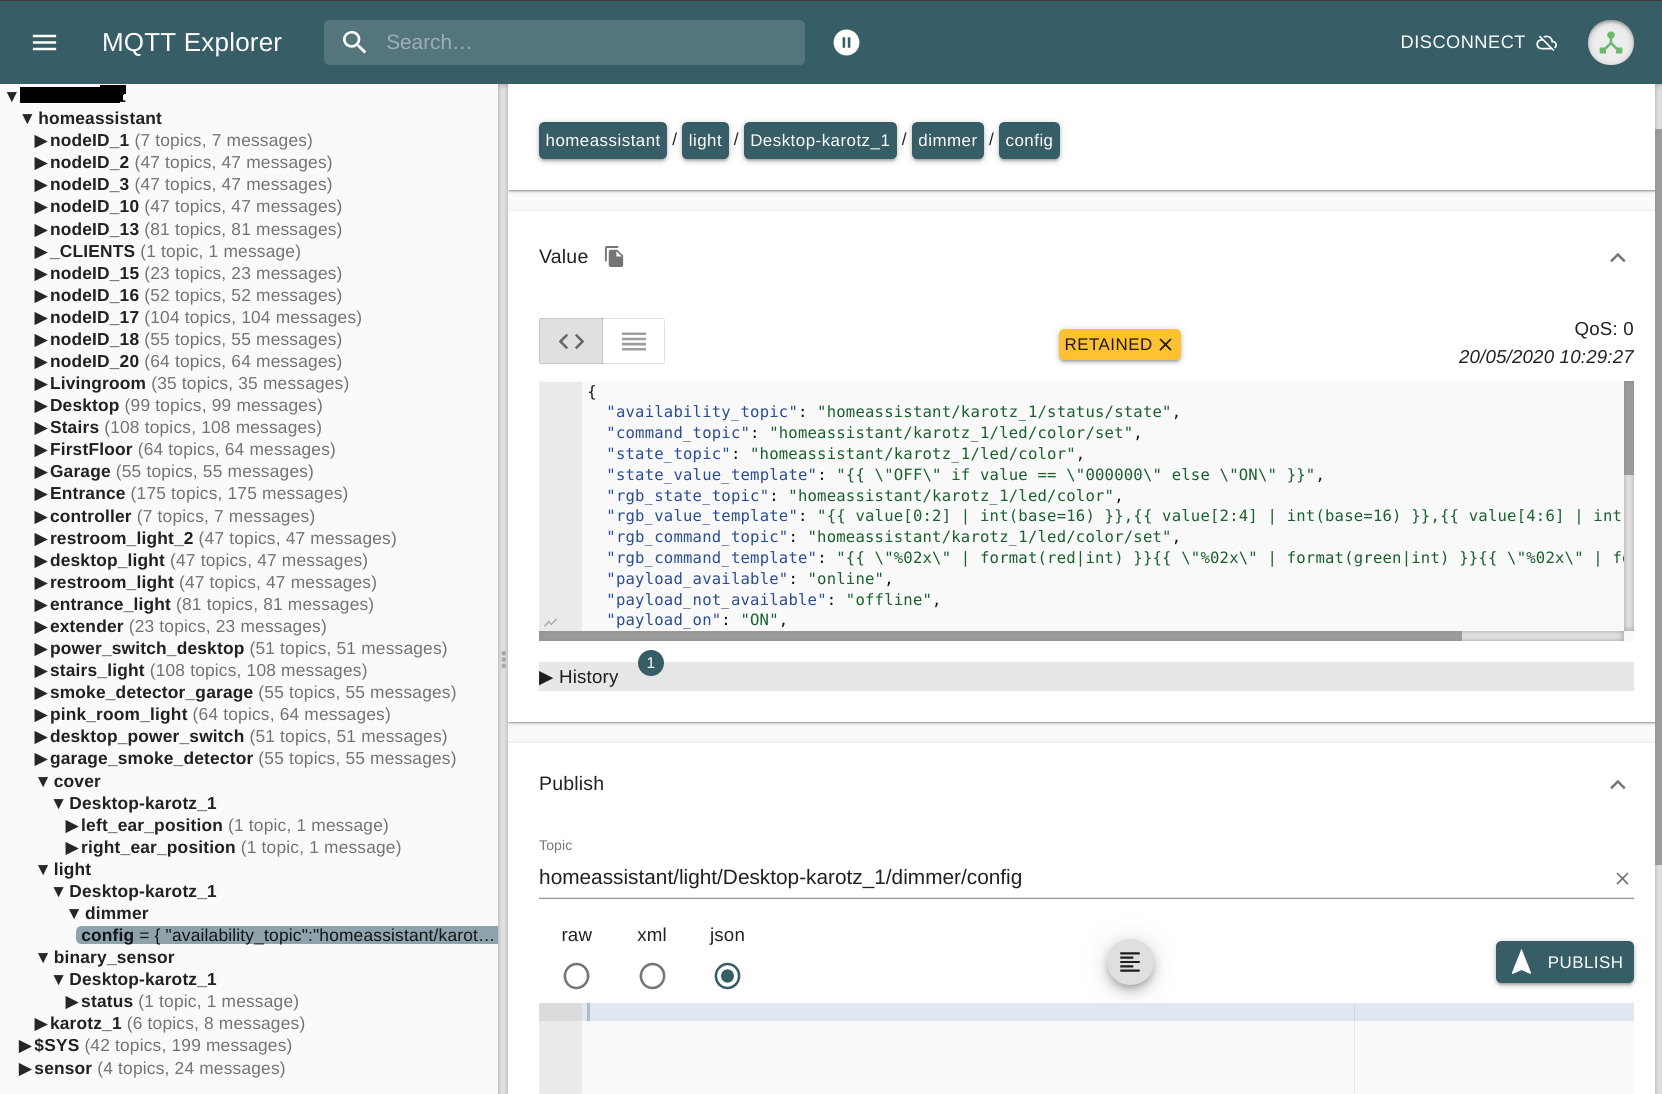 MQTT Explorer
Search...
DISCONNECT
▼
▼ homeassistant
▶nodeID_1 (7 topics, 7 messages)
▶nodeID_2 (47 topics, 47 messages)
▶nodeID_3 (47 topics, 47 messages)
▶nodeID_10 (47 topics, 47 messages)
▶nodeID_13 (81 topics, 81 messages)
▶_CLIENTS (1 topic, 1 message)
▶nodeID_15 (23 topics, 23 messages)
▶nodeID_16 (52 topics, 52 messages)
▶nodeID_17 (104 topics, 104 messages)
▶nodeID_18 (55 topics, 55 messages)
▶nodeID_20 (64 topics, 64 messages)
▶Livingroom (35 topics, 35 messages)
▶Desktop (99 topics, 99 messages)
▶Stairs (108 topics, 108 messages)
▶FirstFloor (64 topics, 64 messages)
▶Garage (55 topics, 55 messages)
▶Entrance (175 topics, 175 messages)
▶controller (7 topics, 7 messages)
▶restroom_light_2 (47 topics, 47 messages)
▶desktop_light (47 topics, 47 messages)
▶restroom_light (47 topics, 47 messages)
▶entrance_light (81 topics, 81 messages)
▶extender (23 topics, 23 messages)
▶power_switch_desktop (51 topics, 51 messages)
▶stairs_light (108 topics, 108 messages)
▶smoke_detector_garage (55 topics, 55 messages)
▶pink_room_light (64 topics, 64 messages)
▶desktop_power_switch (51 topics, 51 messages)
▶garage_smoke_detector (55 topics, 55 messages)
▼ cover
▼ Desktop-karotz_1
▶left_ear_position (1 topic, 1 message)
▶right_ear_position (1 topic, 1 message)
▼ light
▼ Desktop-karotz_1
▼ dimmer
config = { "availability_topic":"homeassistant/karot...
▼ binary_sensor
▼ Desktop-karotz_1
▶status (1 topic, 1 message)
▶karotz_1 (6 topics, 8 messages)
▶$SYS (42 topics, 199 messages)
▶sensor (4 topics, 24 messages)
homeassistant / light / Desktop-karotz_1 / dimmer / config
Value
RETAINED
QoS: 0
20/05/2020 10:29:27
{
"availability_topic": "homeassistant/karotz_1/status/state",
"command_topic": "homeassistant/karotz_1/led/color/set",
"state_topic": "homeassistant/karotz_1/led/color",
"state_value_template": "{{ \"OFF\" if value == \"000000\" else \"ON\" }}",
"rgb_state_topic": "homeassistant/karotz_1/led/color",
"rgb_value_template": "{{ value[0:2] | int(base=16) }},{{ value[2:4] | int(base=16) }},{{ value[4:6] | int
"rgb_command_topic": "homeassistant/karotz_1/led/color/set",
"rgb_command_template": "{{ \"%02x\" | format(red|int) }}{{ \"%02x\" | format(green|int) }}{{ \"%02x\" | f
"payload_available": "online",
"payload_not_available": "offline",
"payload_on": "ON",
▶ History 1
Publish
Topic
homeassistant/light/Desktop-karotz_1/dimmer/config
raw xml json
PUBLISH